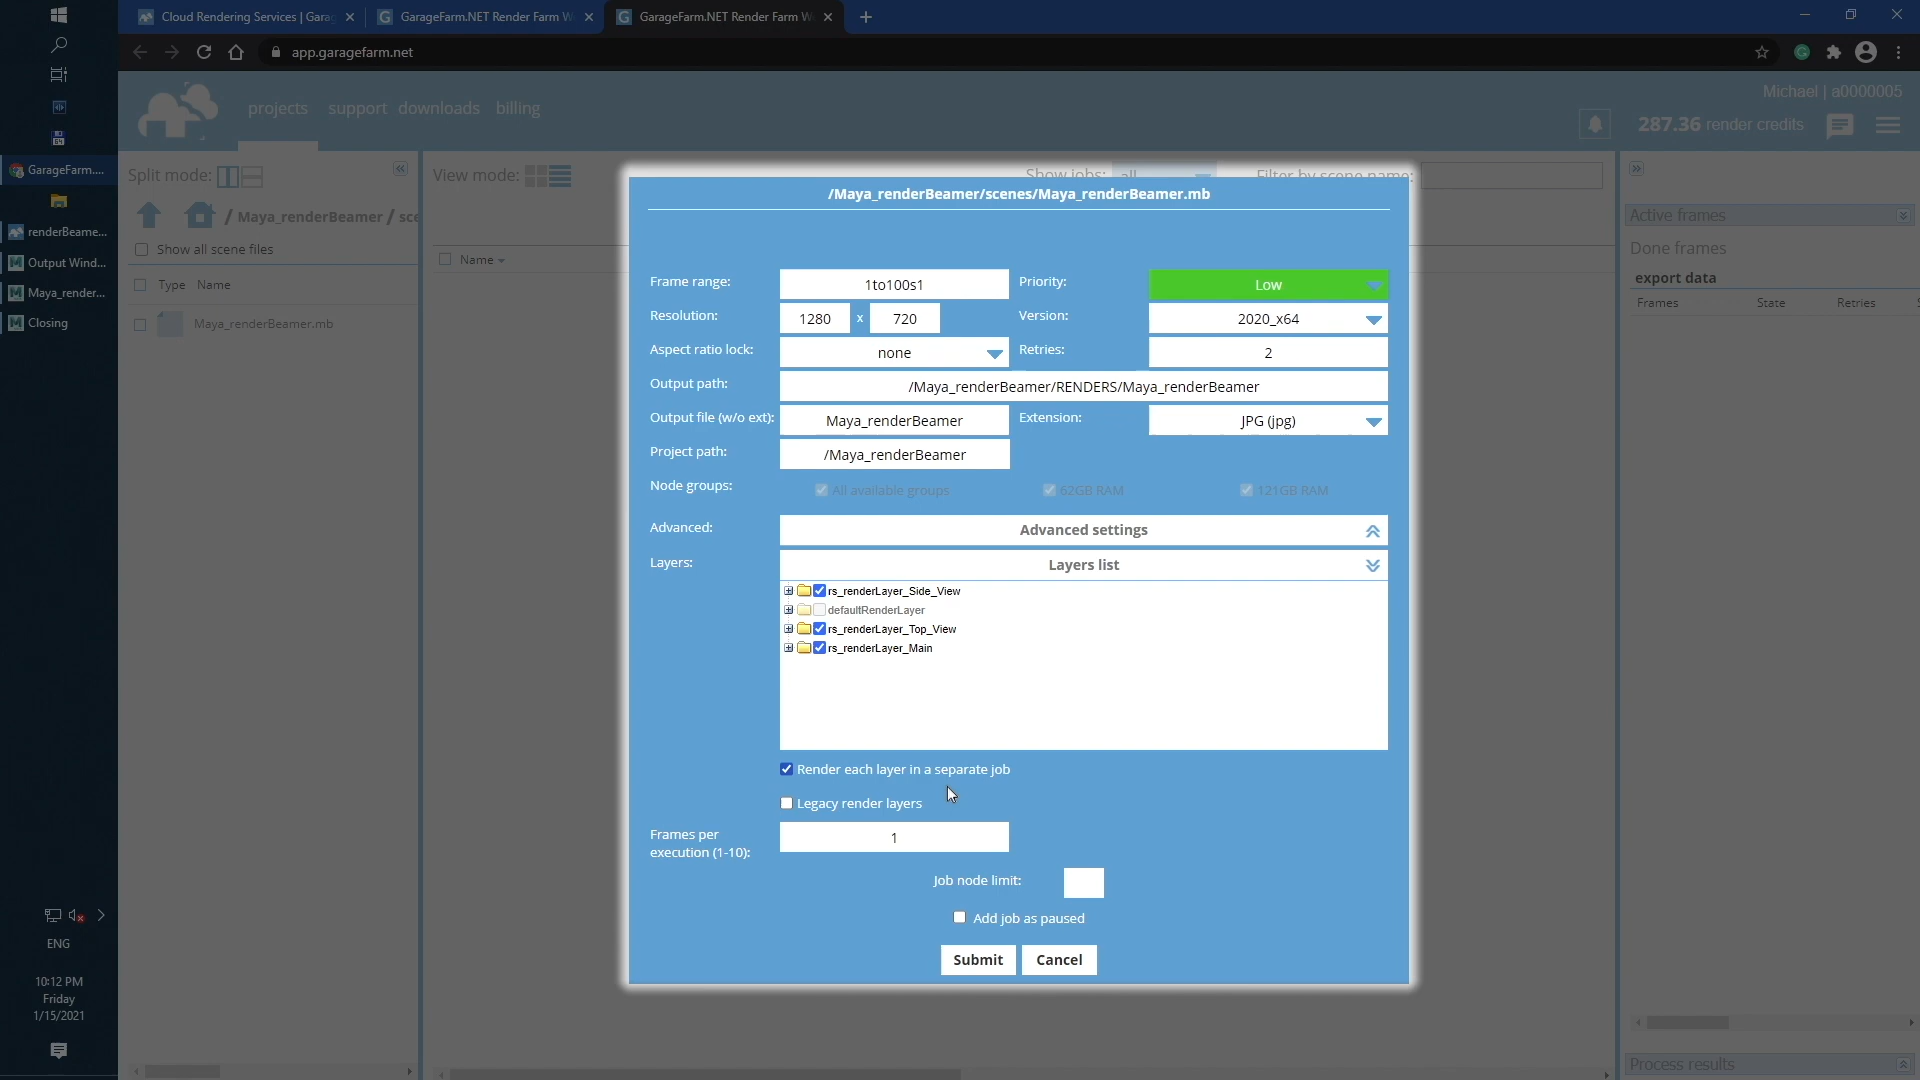 Cloud Rendering Services | Gara
GarageFarm.NET Render Farm W
GarageFarm.NET Render Farm W
app.garagefarm.net
projects support downloads billing
Michael | a0000005
287.36 render credits
GarageFarm....
renderBeame...
Output Wind...
Maya_render...
Closing
ENG
10:12 PM
Friday
1/15/2021
Split mode:
/ Maya_renderBeamer / sce
Show all scene files
Type Name
Maya_renderBeamer.mb
View mode:
Show jobs: all
Filter by scene name:
Name
/Maya_renderBeamer/scenes/Maya_renderBeamer.mb
Frame range: 1to100s1 Priority: Low
Resolution: 1280 x 720 Version: 2020_x64
Aspect ratio lock: none Retries: 2
Output path: /Maya_renderBeamer/RENDERS/Maya_renderBeamer
Output file (w/o ext): Maya_renderBeamer Extension: JPG (jpg)
Project path: /Maya_renderBeamer
Node groups: All available groups 62GB RAM 121GB RAM
Advanced: Advanced settings
Layers: Layers list
rs_renderLayer_Side_View
defaultRenderLayer
rs_renderLayer_Top_View
rs_renderLayer_Main
Render each layer in a separate job
Legacy render layers
Frames per
execution (1-10): 1
Job node limit:
Add job as paused
Submit Cancel
Active frames
Done frames
export data
Frames State Retries
Process results